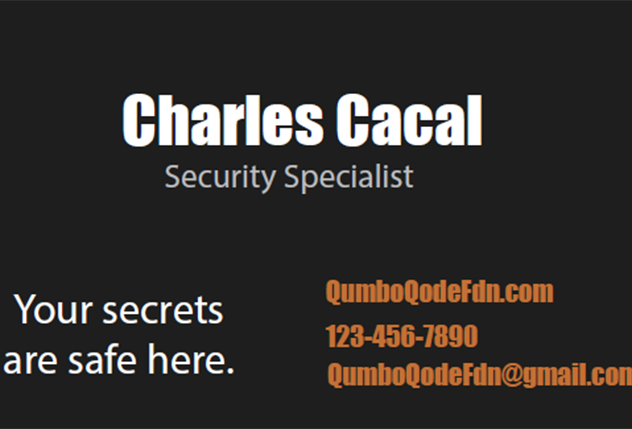 Charles Cacal
Security Specialist
Your secrets
are safe here.
QumboQodeFdn.com
123-456-7890
QumboQodeFdn@gmail.com